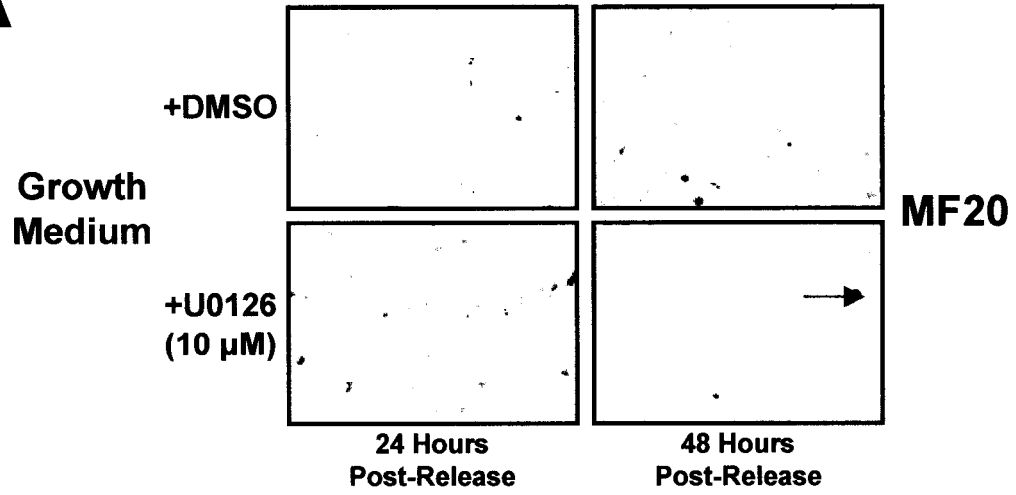 A
+DMSO
Growth
Medium
MF20
+U0126
(10 µM)
24 Hours
Post-Release
48 Hours
Post-Release